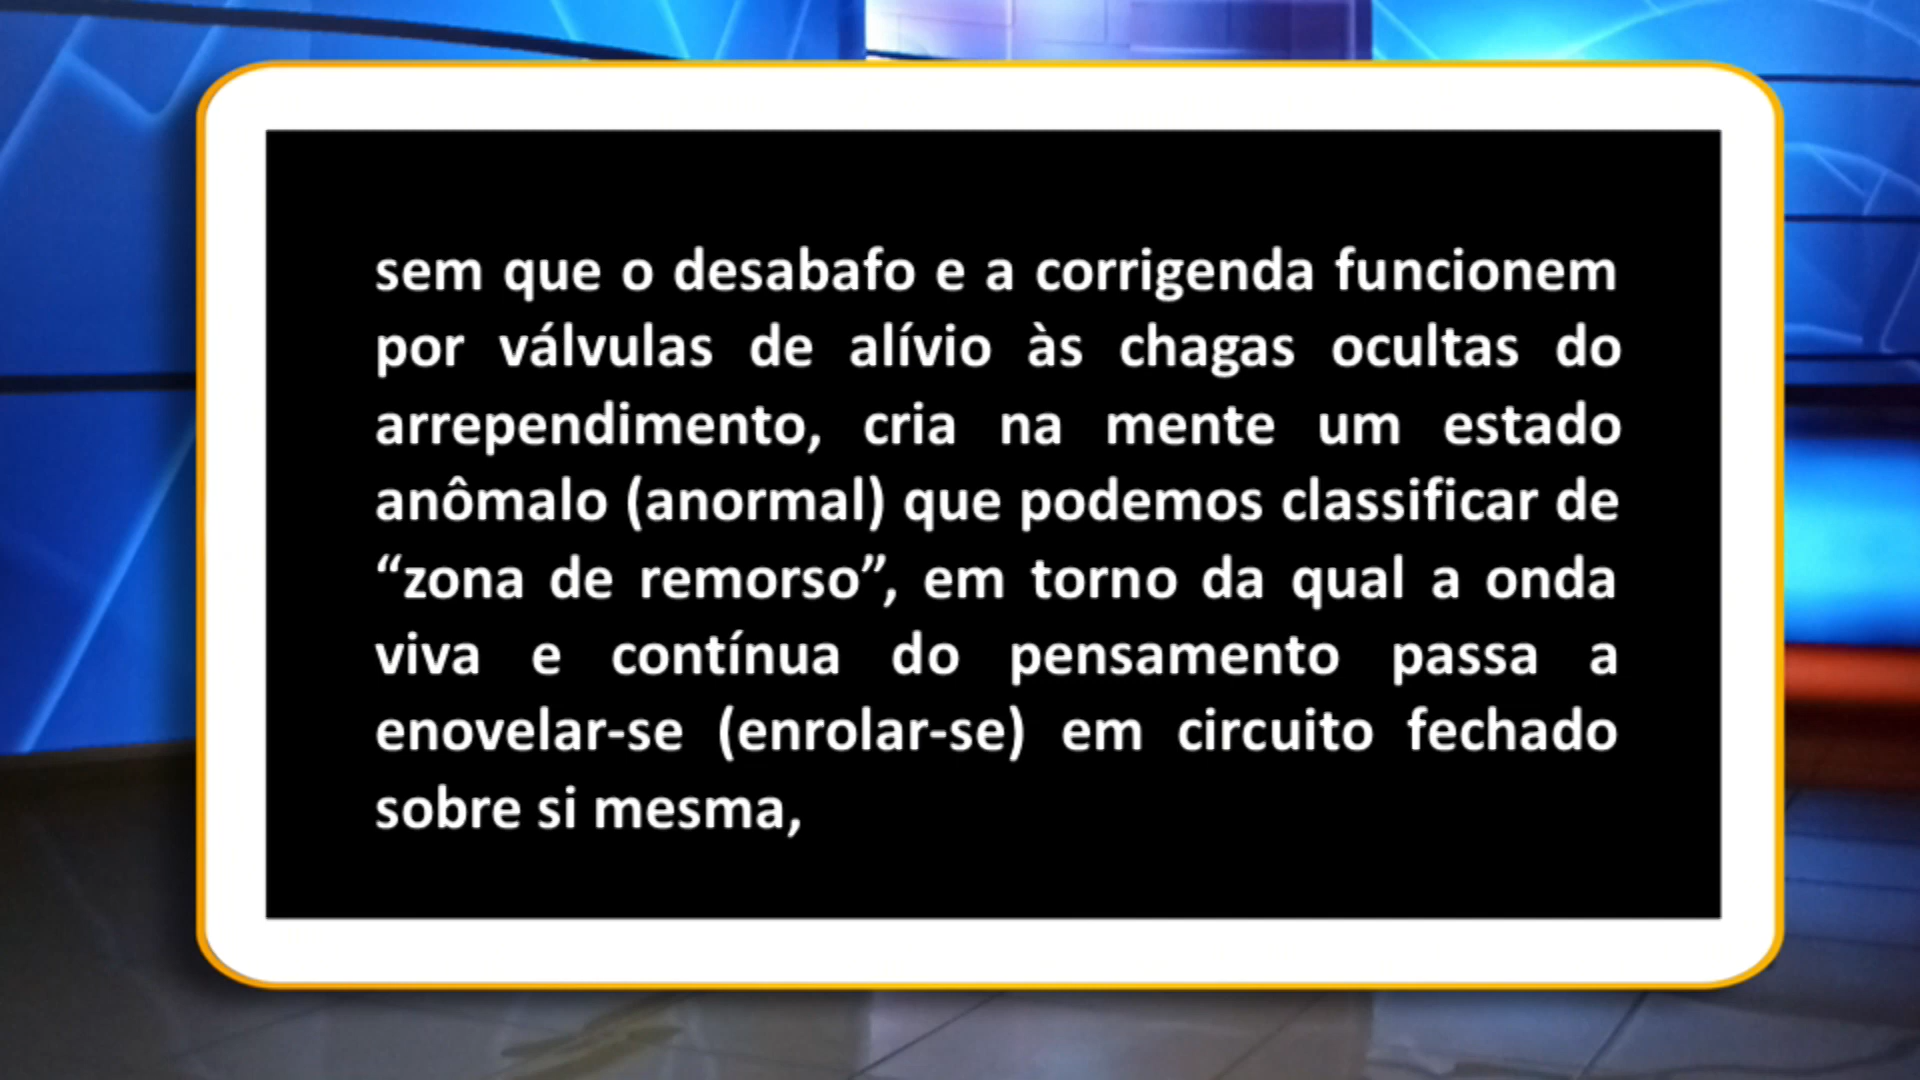 sem que o desabafo e a corrigenda funcionem
por válvulas de alívio às chagas ocultas do
arrependimento, cria na mente um estado
anômalo (anormal) que podemos classificar de
“zona de remorso”, em torno da qual a onda
viva e contínua do pensamento passa a
enovelar-se (enrolar-se) em circuito fechado
sobre si mesma,